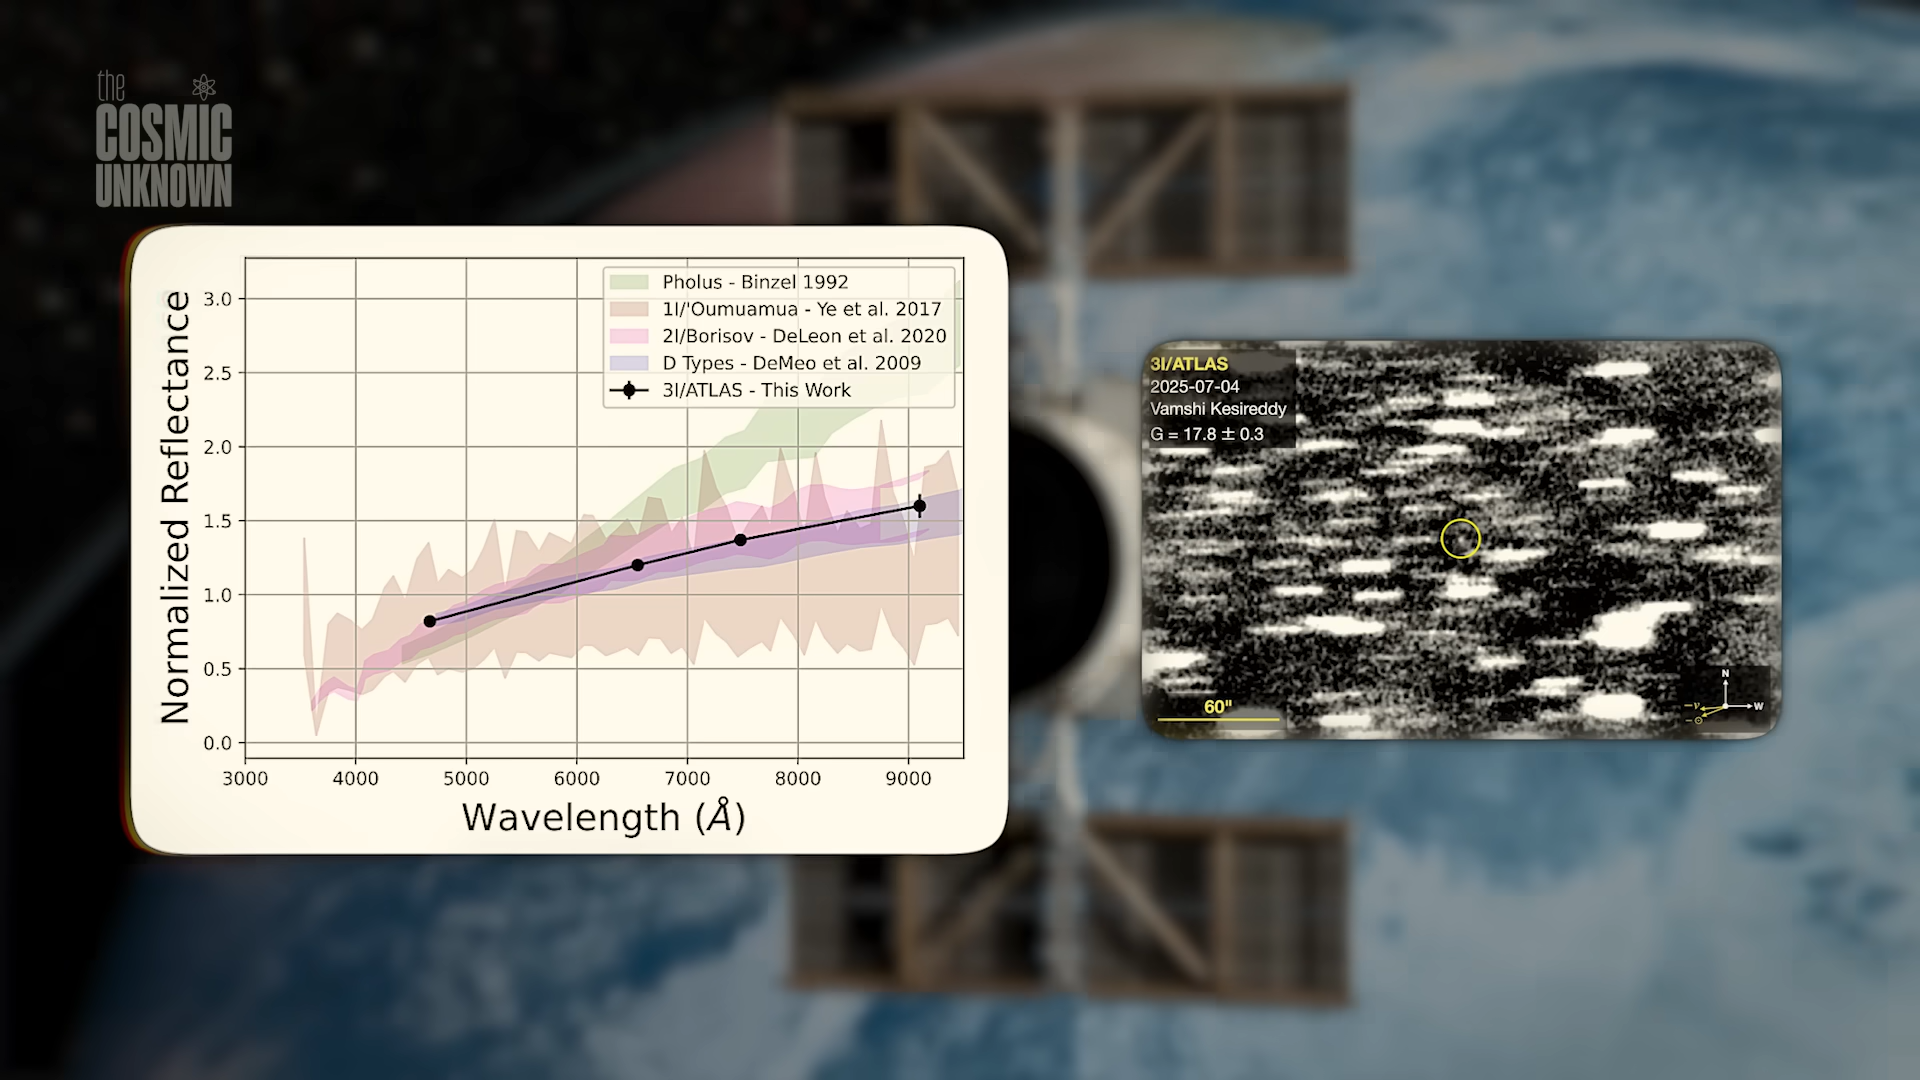 the
COSMIC
UNKNOWN
Normalized Reflectance
3.0
2.5
2.0
1.5
1.0
0.5
0.0
3000 4000 5000 6000 7000 8000 9000
Wavelength (Å)
Pholus - Binzel 1992
1I/'Oumuamua - Ye et al. 2017
2I/Borisov - DeLeon et al. 2020
D Types - DeMeo et al. 2009
3I/ATLAS - This Work
3I/ATLAS
2025-07-04
Vamshi Kesireddy
G = 17.8 ± 0.3
60"
N
-v W
-⊙